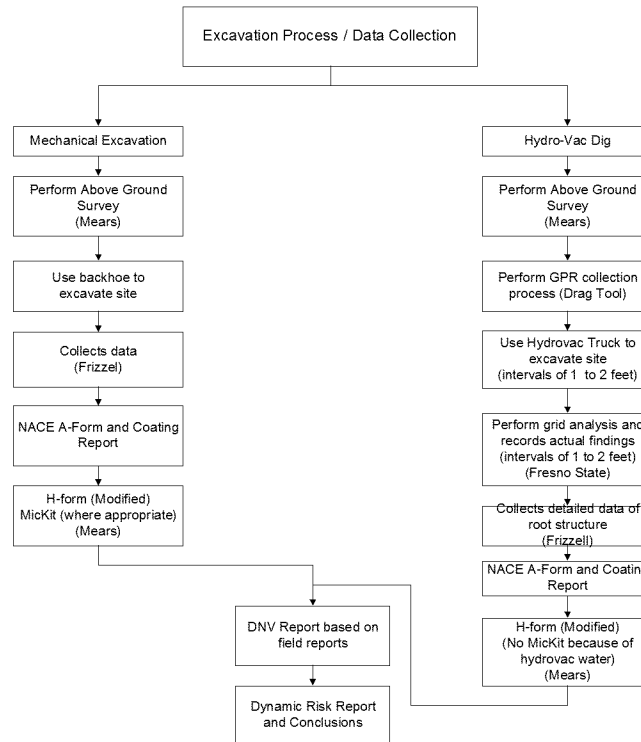 Excavation Process / Data Collection
Mechanical Excavation
Perform Above Ground
Survey
(Mears)
Use backhoe to
excavate site
Collects data
(Frizzel)
NACE A-Form and Coating
Report
H-form (Modified)
MicKit (where appropriate)
(Mears)
Hydro-Vac Dig
Perform Above Ground
Survey
(Mears)
Perform GPR collection
process (Drag Tool)
Use Hydrovac Truck to
excavate site
(intervals of 1 to 2 feet)
Perform grid analysis and
records actual findings
(intervals of 1 to 2 feet)
(Fresno State)
Collects detailed data of
root structure
(Frizzell)
NACE A-Form and Coating
Report
H-form (Modified)
(No MicKit because of
hydrovac water)
(Mears)
DNV Report based on
field reports
Dynamic Risk Report
and Conclusions